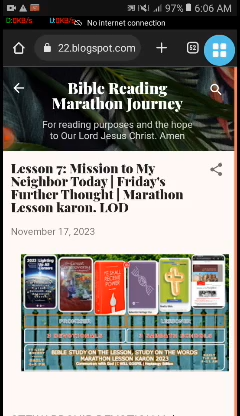 97% 6:06 AM
0:0KB/s U:0KB/s No internet connection
22.blogspot.com 52
Bible Reading
Marathon Journey
For reading purposes and the hope
to Our Lord Jesus Christ. Amen
Lesson 7: Mission to My
Neighbor Today | Friday's
Further Thought | Marathon
Lesson karon. LOD
November 17, 2023
BIBLE STUDY ON THE LESSON, STUDY ON THE WORDS
MARATHON LESSON KARON 2023